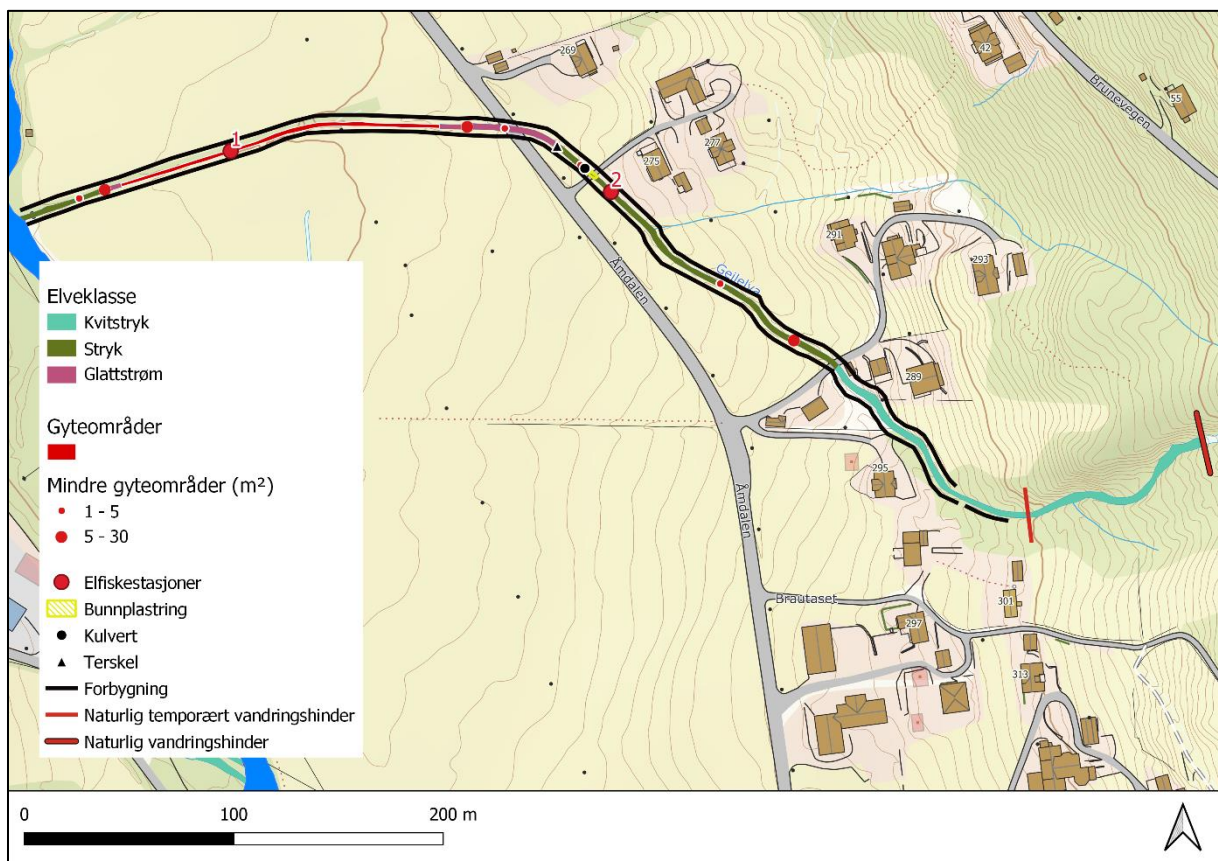 42
Brunevegen
55
269
277
275
1
2
291
293
Geilelva
Åmdalen
289
295
Åmdalen
Brautaset
301
297
313
Elveklasse
Kvitstryk
Stryk
Glattstrøm
Gyteområder
Mindre gyteområder (m²)
1 - 5
5 - 30
Elfiskestasjoner
Bunnplastring
Kulvert
Terskel
Forbygning
Naturlig temporært vandringshinder
Naturlig vandringshinder
0 100 200 m